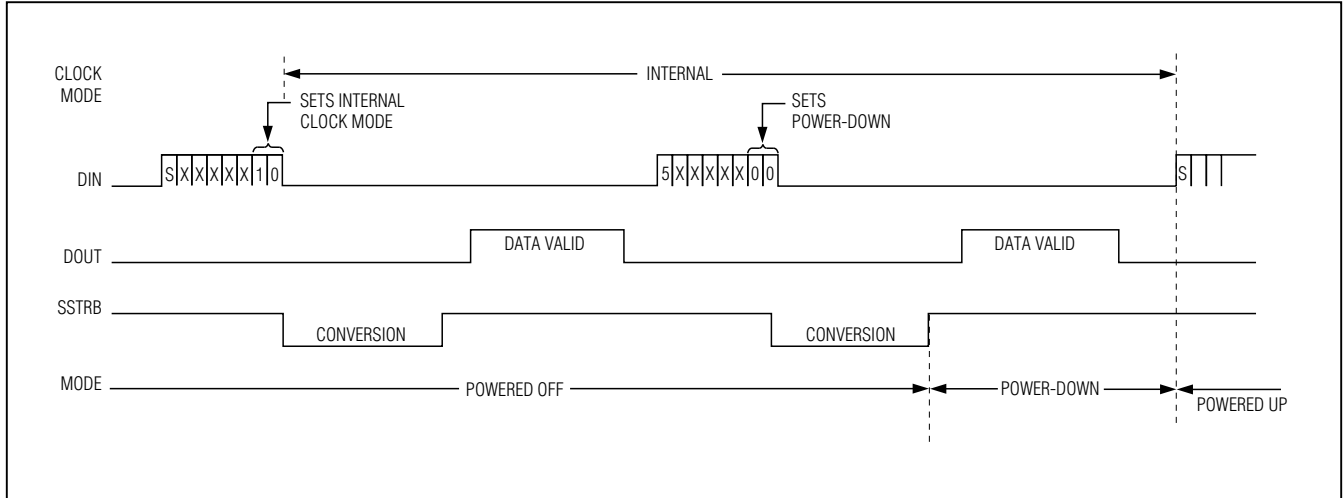 CLOCK
MODE
INTERNAL
SETS INTERNAL
CLOCK MODE
SETS
POWER-DOWN
DIN
S X X X X X 1 0
5 X X X X X 0 0
S
DOUT
DATA VALID
DATA VALID
SSTRB
CONVERSION
CONVERSION
MODE
POWERED OFF
POWER-DOWN
POWERED UP